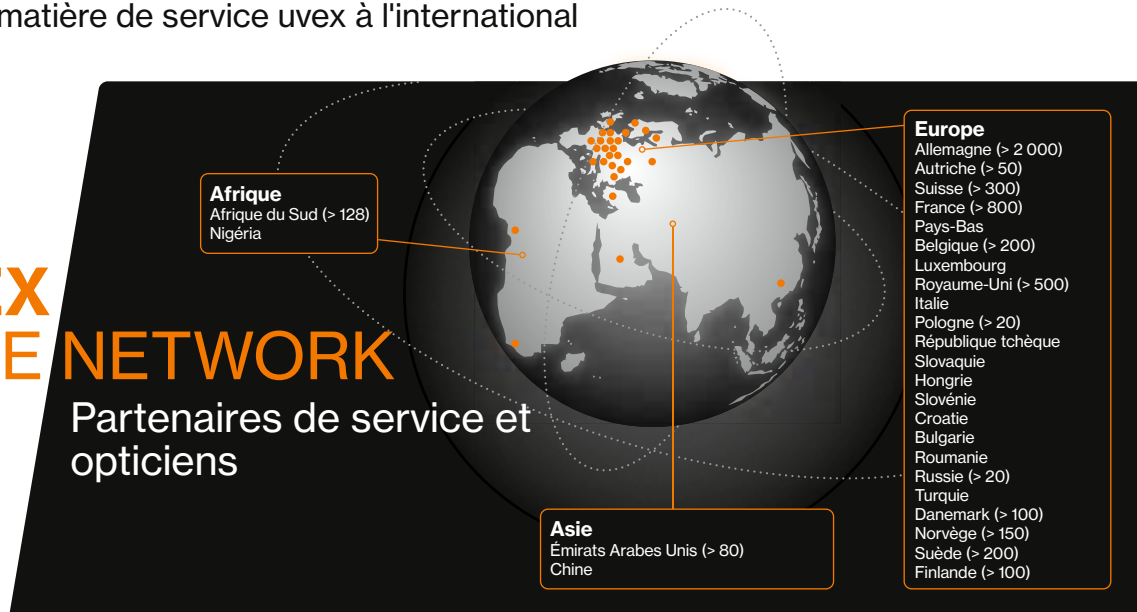 matière de service uvex à l'international
Afrique
Afrique du Sud (> 128)
Nigéria
NETWORK
Partenaires de service et
opticiens
Asie
Émirats Arabes Unis (> 80)
Chine
Europe
Allemagne (> 2 000)
Autriche (> 50)
Suisse (> 300)
France (> 800)
Pays-Bas
Belgique (> 200)
Luxembourg
Royaume-Uni (> 500)
Italie
Pologne (> 20)
République tchèque
Slovaquie
Hongrie
Slovénie
Croatie
Bulgarie
Roumanie
Russie (> 20)
Turquie
Danemark (> 100)
Norvège (> 150)
Suède (> 200)
Finlande (> 100)